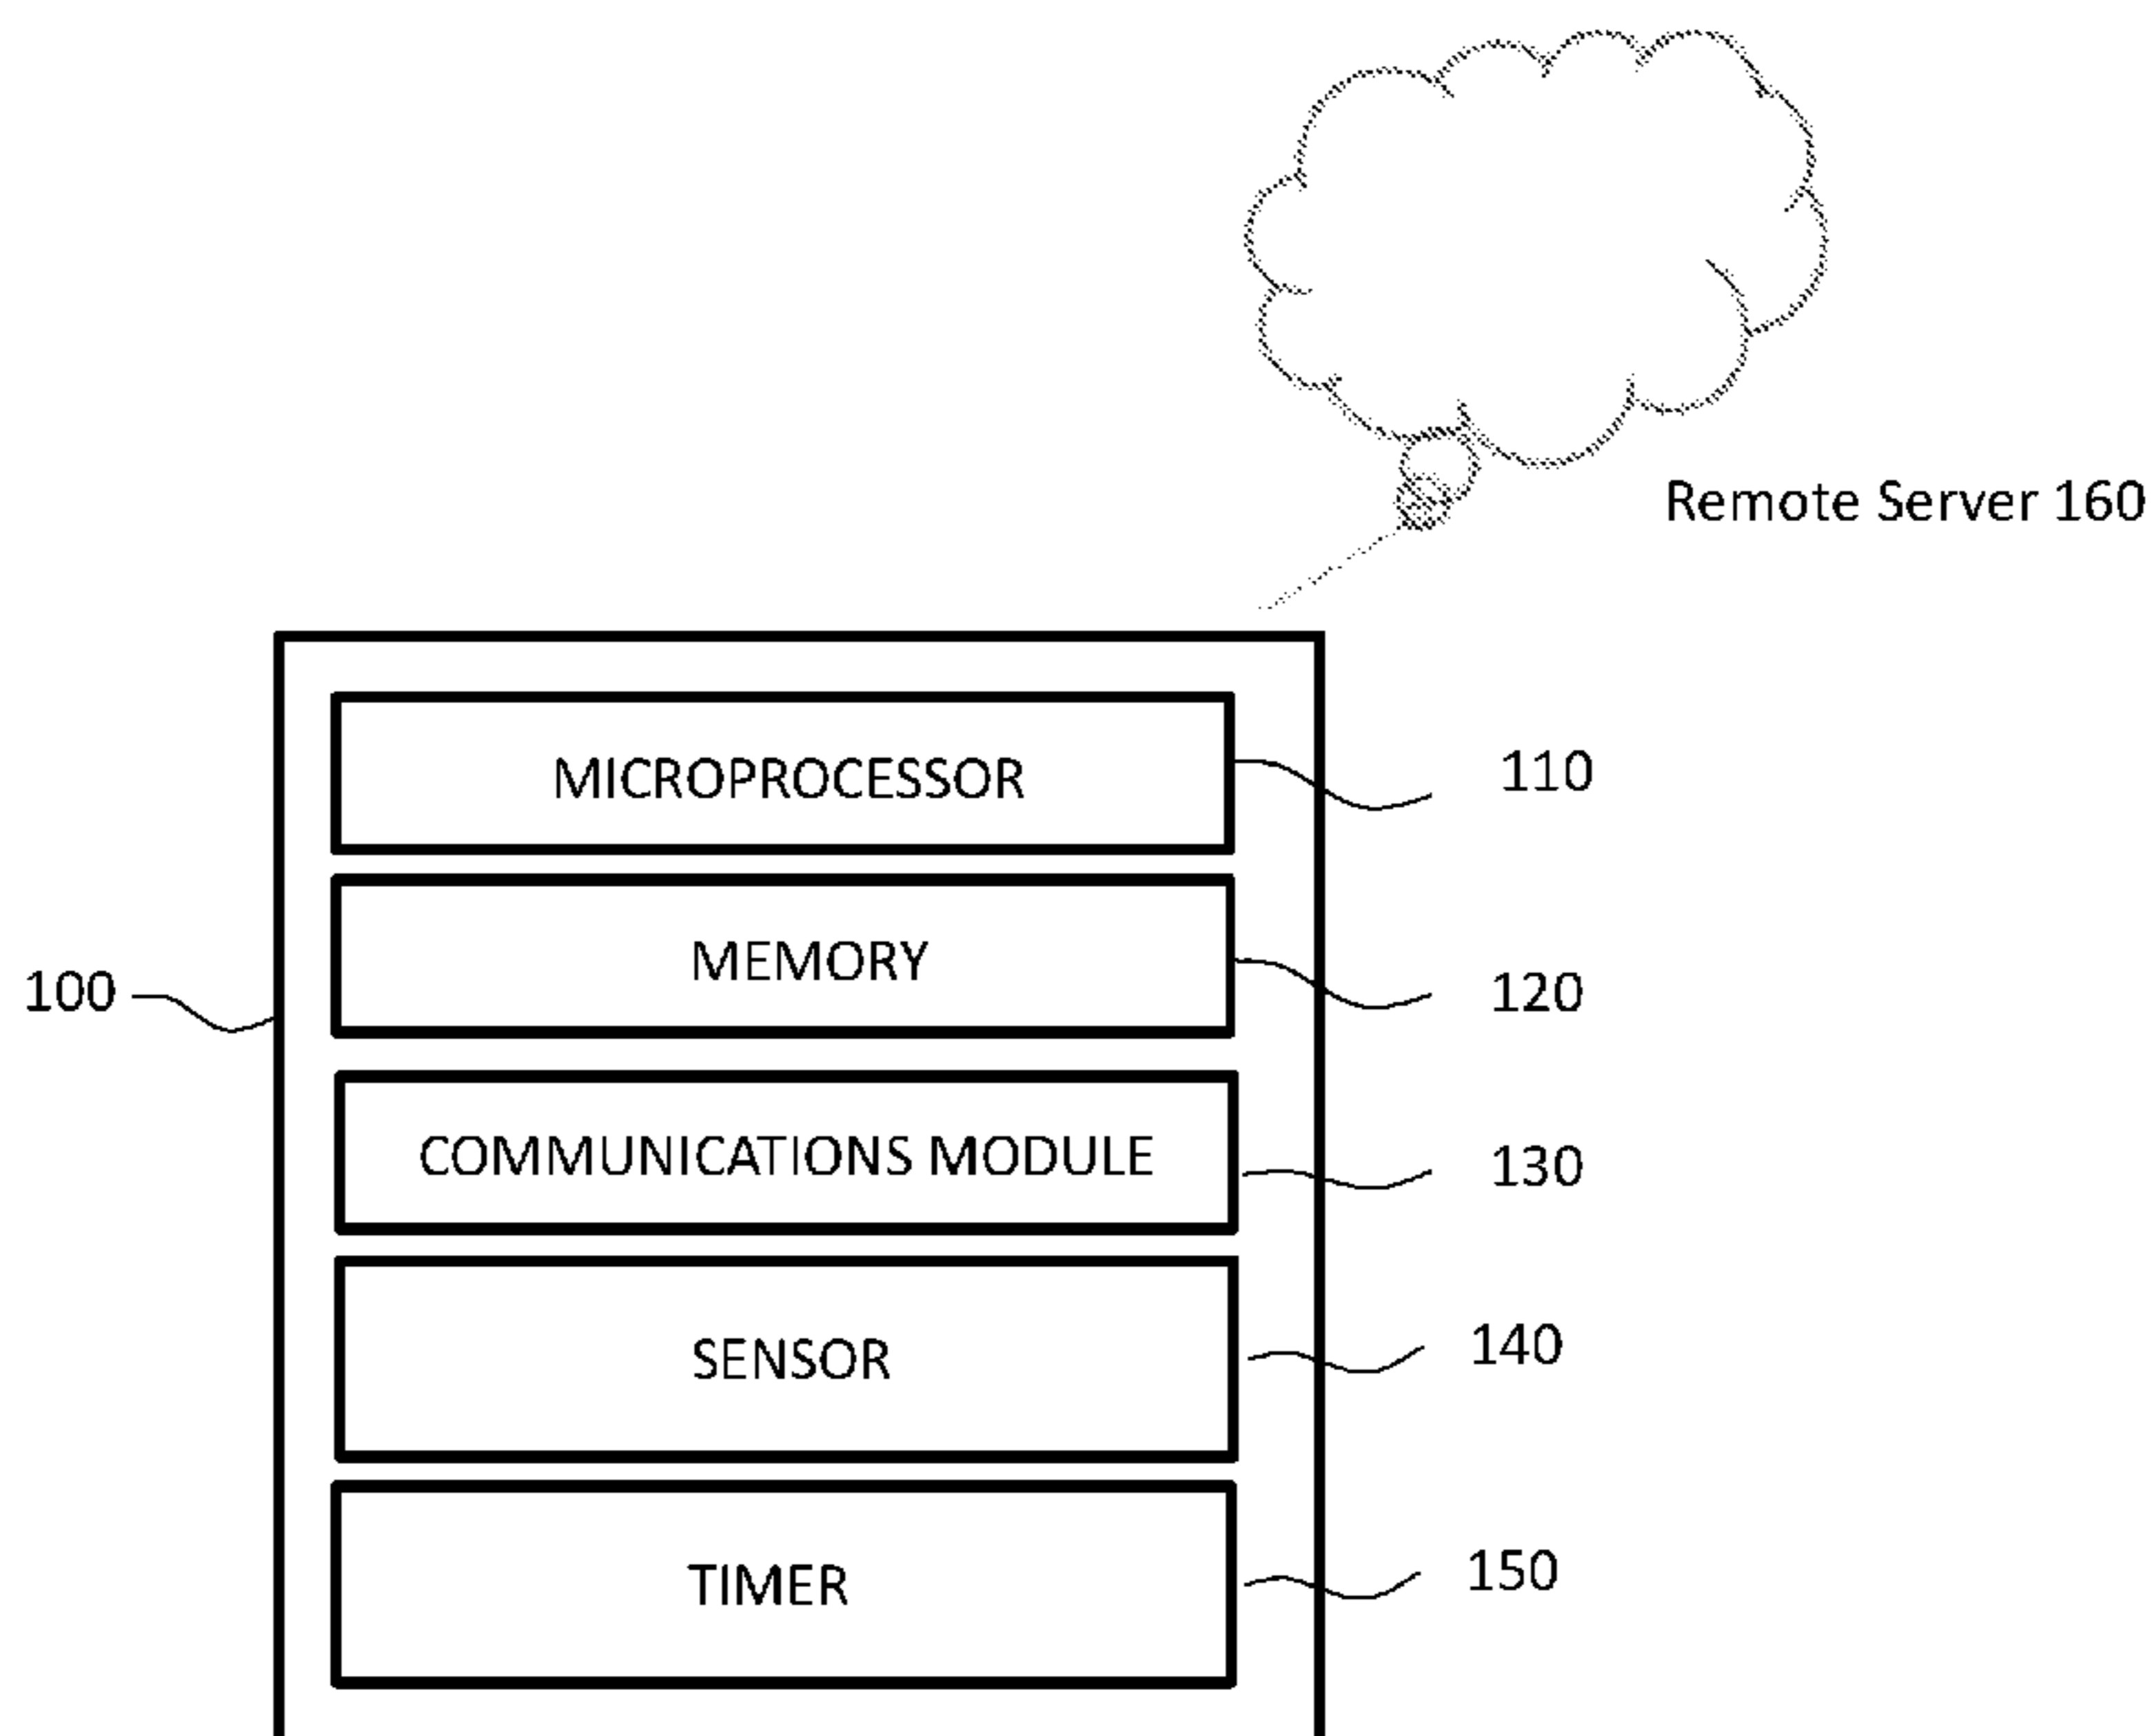 Remote Server 160
MICROPROCESSOR
110
MEMORY
100
120
COMMUNICATIONS MODULE
130
SENSOR
140
TIMER
150